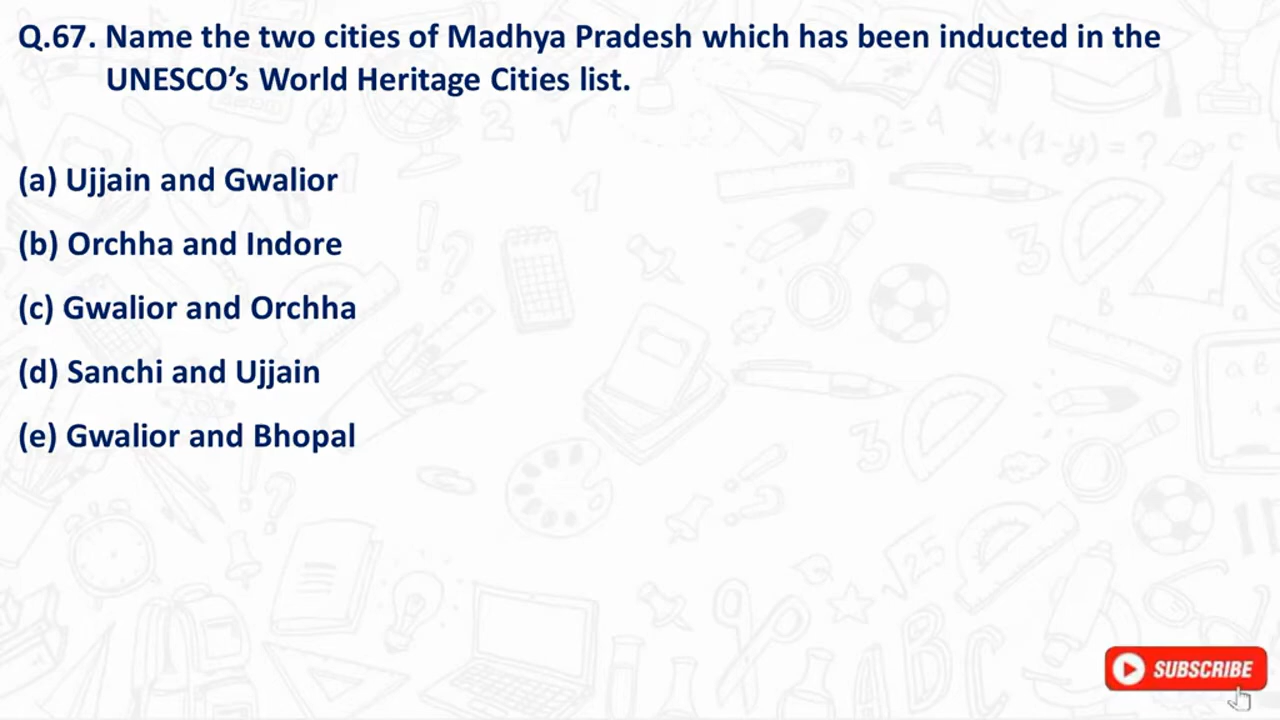 Q.67. Name the two cities of Madhya Pradesh which has been inducted in the
UNESCO’s World Heritage Cities list.
(a) Ujjain and Gwalior
(b) Orchha and Indore
(c) Gwalior and Orchha
(d) Sanchi and Ujjain
(e) Gwalior and Bhopal
SUBSCRIBE